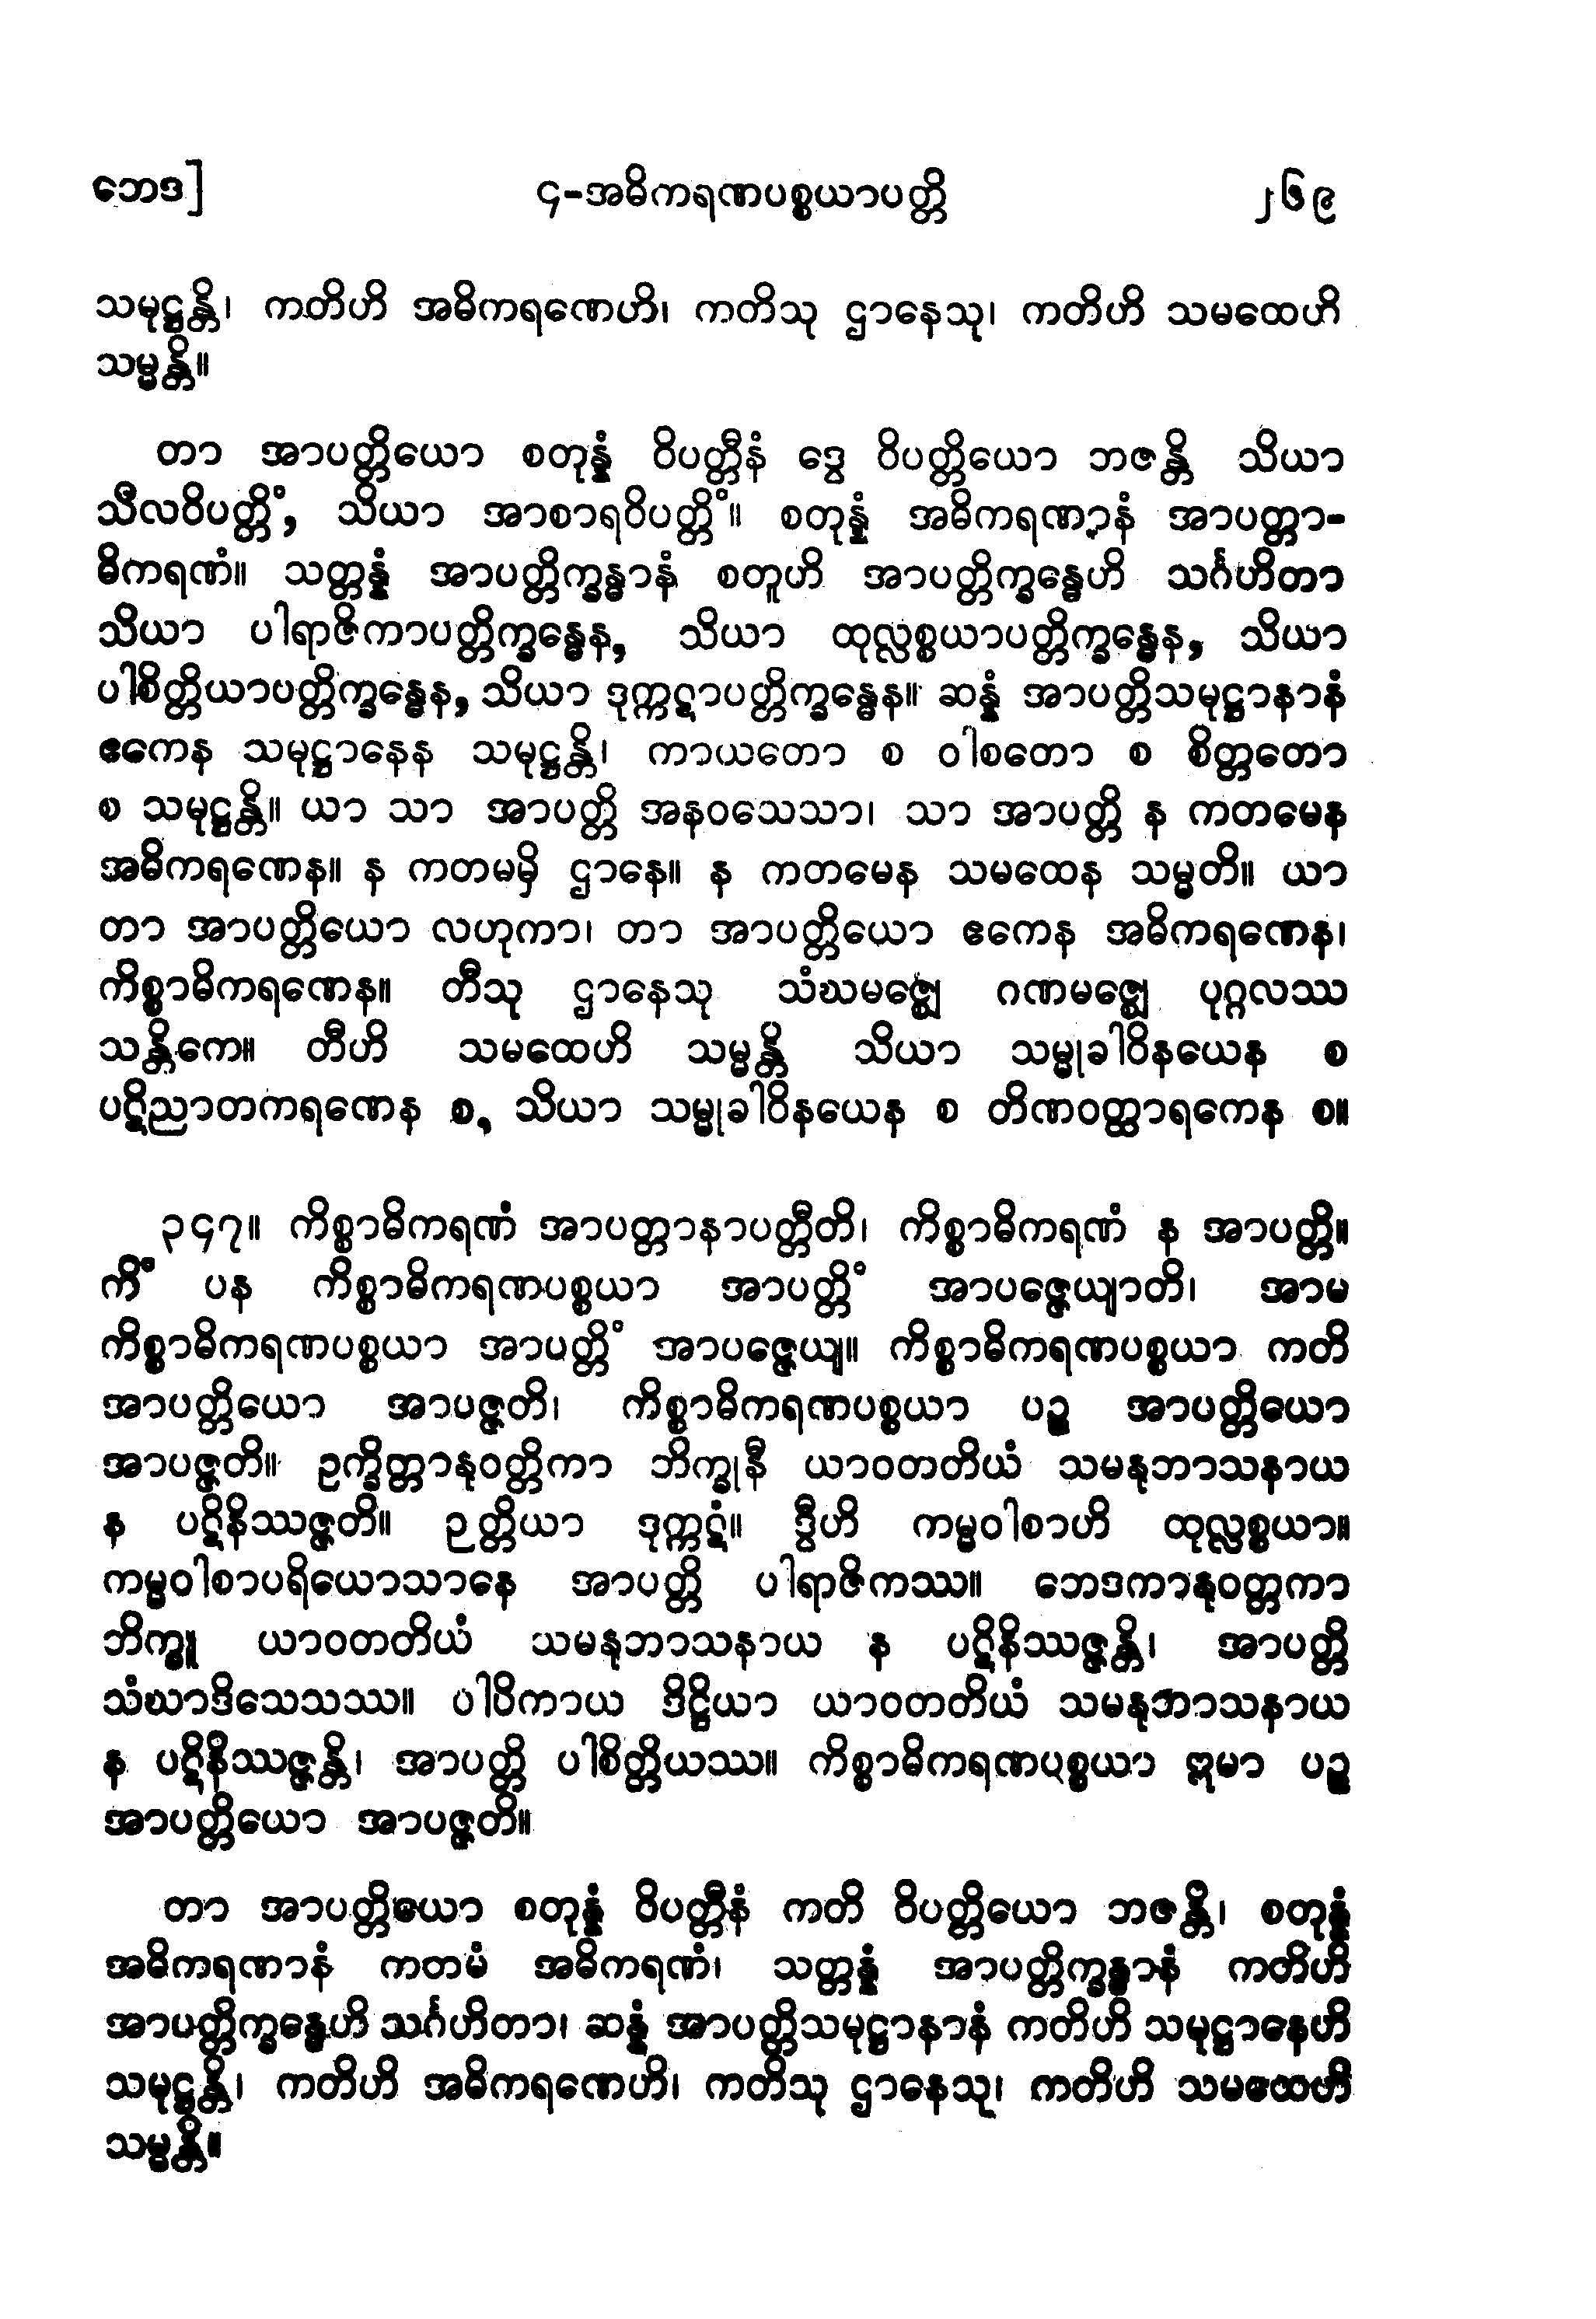 ဘေဒ] ၄-အဓိကရဏပစ္စယာပတ္တိ ၂၆၉
သမုဋ္ဌန္တိ၊ ကတိဟိ အဓိကရဏေဟိ၊ ကတိသု ဌာနေသု၊ ကတိဟိ သမထေဟိ
သမ္မန္တိ။
တာ အာပတ္တိယော စတုန္နံ ဝိပတ္တီနံ ဒွေ ဝိပတ္တိယော ဘဇန္တိ သိယာ
သီလဝိပတ္တိံ, သိယာ အာစာရဝိပတ္တိံ။ စတုန္နံ အဓိကရဏာနံ အာပတ္တာ-
ဓိကရဏံ။ သတ္တန္နံ အာပတ္တိက္ခန္ဓာနံ စတူဟိ အာပတ္တိက္ခန္ဓေဟိ သင်္ဂဟိတာ
သိယာ ပါရာဇိကာပတ္တိက္ခန္ဓေန, သိယာ ထုလ္လစ္စယာပတ္တိက္ခန္ဓေန, သိယာ
ပါစိတ္တိယာပတ္တိက္ခန္ဓေန, သိယာ ဒုက္ကဋာပတ္တိက္ခန္ဓေန။ ဆန္နံ အာပတ္တိသမုဋ္ဌာနာနံ
ဧကေန သမုဋ္ဌာနေန သမုဋ္ဌန္တိ၊ ကာယတော စ ဝါစတော စ စိတ္တတော
စ သမုဋ္ဌန္တိ။ ယာ သာ အာပတ္တိ အနဝသေသာ၊ သာ အာပတ္တိ န ကတမေန
အဓိကရဏေန။ န ကတမမှိ ဌာနေ။ န ကတမေန သမထေန သမ္မတိ။ ယာ
တာ အာပတ္တိယော လဟုကာ၊ တာ အာပတ္တိယော ဧကေန အဓိကရဏေန၊
ကိစ္စာဓိကရဏေန။ တီသု ဌာနေသု သံဃမဇ္ဈေ ဂဏမဇ္ဈေ ပုဂ္ဂလဿ
သန္တိကေ။ တီဟိ သမထေဟိ သမ္မန္တိ သိယာ သမ္မုခါဝိနယေန စ
ပဋိညာတကရဏေန စ, သိယာ သမ္မုခါဝိနယေန စ တိဏဝတ္ထာရကေန စ။
၃၄၇။ ကိစ္စာဓိကရဏံ အာပတ္တာနာပတ္တီတိ၊ ကိစ္စာဓိကရဏံ န အာပတ္တိ။
ကိံ ပန ကိစ္စာဓိကရဏပစ္စယာ အာပတ္တိံ အာပဇ္ဇေယျာတိ၊ အာမ
ကိစ္စာဓိကရဏပစ္စယာ အာပတ္တိံ အာပဇ္ဇေယျ။ ကိစ္စာဓိကရဏပစ္စယာ ကတိ
အာပတ္တိယော အာပဇ္ဇတိ၊ ကိစ္စာဓိကရဏပစ္စယာ ပဉ္စ အာပတ္တိယော
အာပဇ္ဇတိ။ ဥက္ခိတ္တာနုဝတ္တိကာ ဘိက္ခုနီ ယာဝတတိယံ သမနုဘာသနာယ
န ပဋိနိဿဇ္ဇတိ။ ဉတ္တိယာ ဒုက္ကဋံ။ ဒွီဟိ ကမ္မဝါစာဟိ ထုလ္လစ္စယာ။
ကမ္မဝါစာပရိယောသာနေ အာပတ္တိ ပါရာဇိကဿ။ ဘေဒကာနုဝတ္တကာ
ဘိက္ခူ ယာဝတတိယံ သမနုဘာသနာယ န ပဋိနိဿဇ္ဇန္တိ၊ အာပတ္တိ
သံဃာဒိသေသဿ။ ပါပိကာယ ဒိဋ္ဌိယာ ယာဝတတိယံ သမနုဘာသနာယ
န ပဋိနိဿဇ္ဇန္တိ၊ အာပတ္တိ ပါစိတ္တိယဿ။ ကိစ္စာဓိကရဏပစ္စယာ ဣမာ ပဉ္စ
အာပတ္တိယော အာပဇ္ဇတိ။
တာ အာပတ္တိယော စတုန္နံ ဝိပတ္တီနံ ကတိ ဝိပတ္တိယော ဘဇန္တိ၊ စတုန္နံ
အဓိကရဏာနံ ကတမံ အဓိကရဏံ၊ သတ္တန္နံ အာပတ္တိက္ခန္ဓာနံ ကတိဟိ
အာပတ္တိက္ခန္ဓေဟိ သင်္ဂဟိတာ၊ ဆန္နံ အာပတ္တိသမုဋ္ဌာနာနံ ကတိဟိ သမုဋ္ဌာနေဟိ
သမုဋ္ဌန္တိ၊ ကတိဟိ အဓိကရဏေဟိ၊ ကတိသု ဌာနေသု၊ ကတိဟိ သမထေဟိ
သမ္မန္တိ။